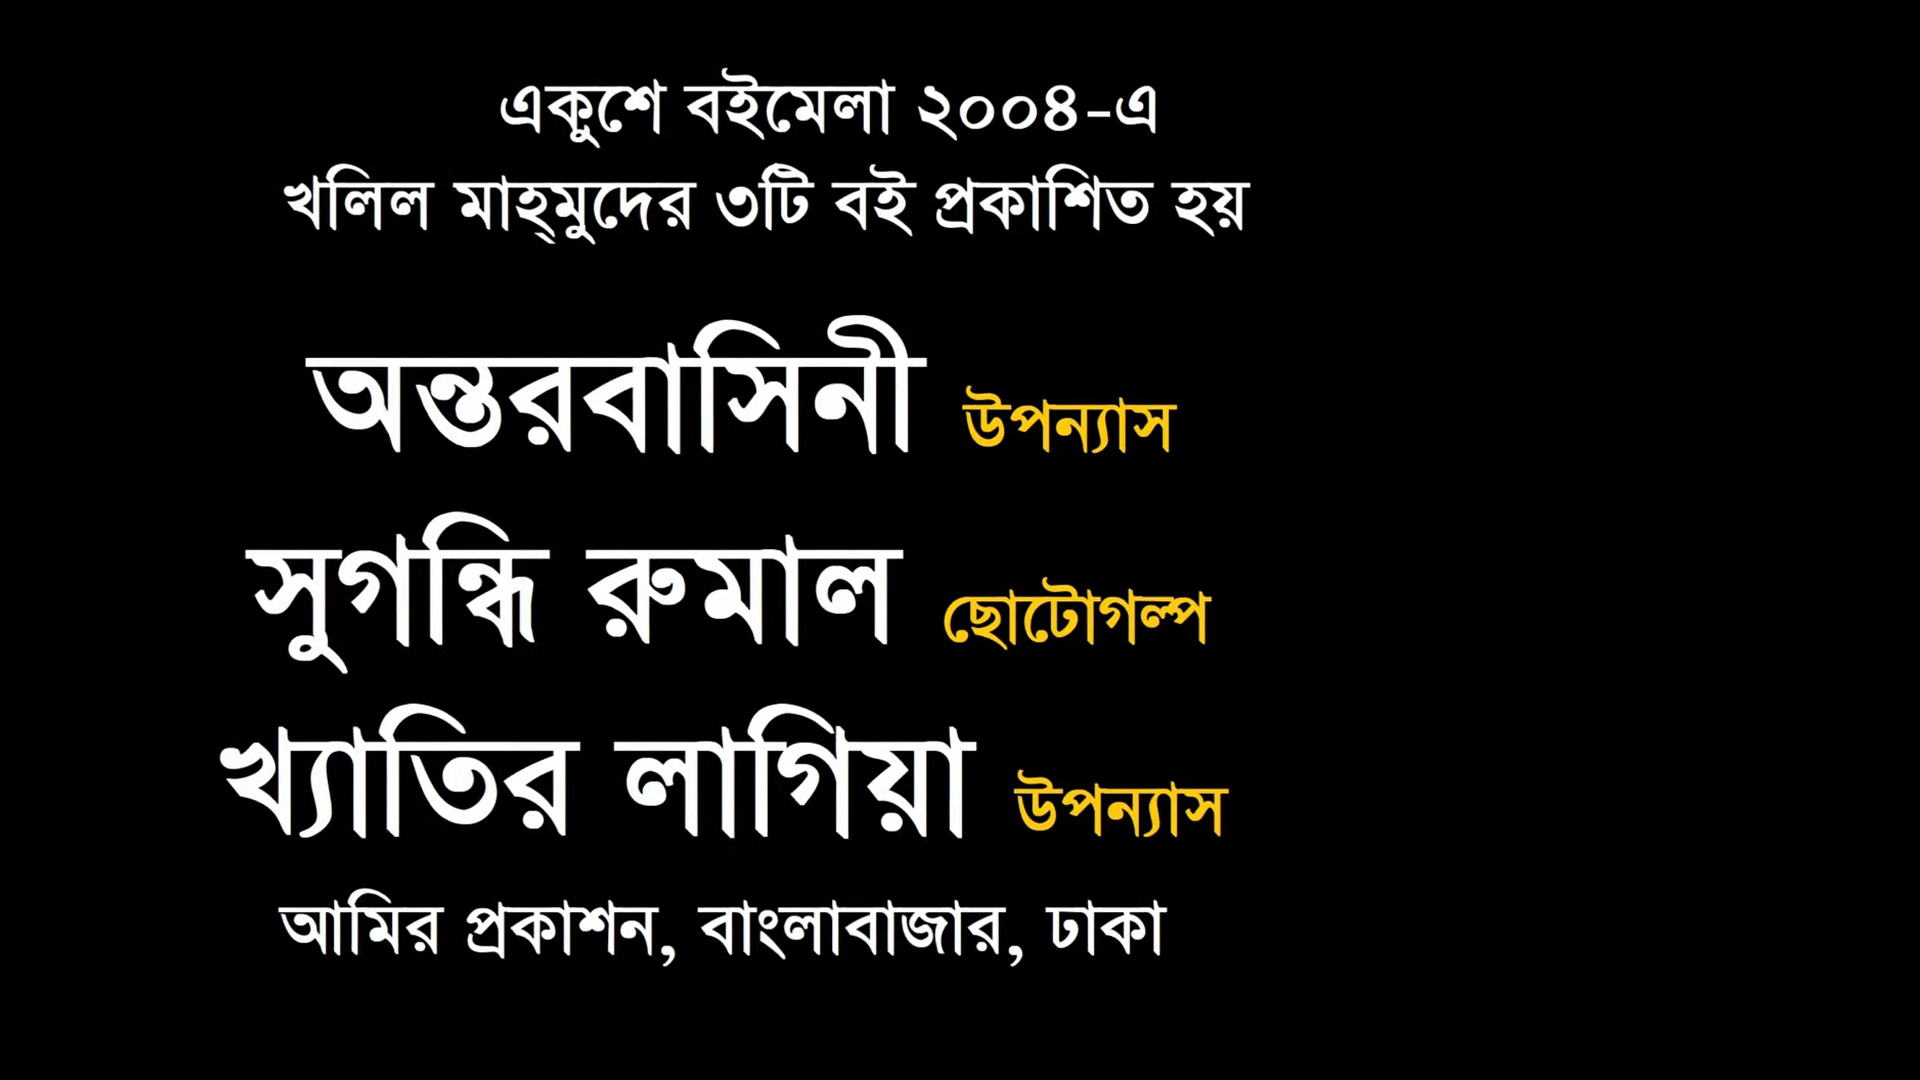 একুশে বইমেলা ২০০৪-এ
খলিল মাহ্‌মুদের ৩টি বই প্রকাশিত হয়
অন্তরবাসিনী উপন্যাস
সুগন্ধি রুমাল ছোটোগল্প
খ্যাতির লাগিয়া উপন্যাস
আমির প্রকাশন, বাংলাবাজার, ঢাকা